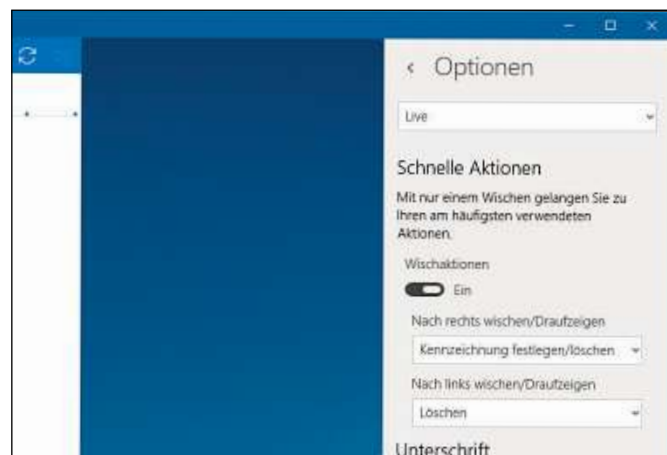 Optionen
Live
Schnelle Aktionen
Mit nur einem Wischen gelangen Sie zu
Ihren am häufigsten verwendeten
Aktionen.
Wischaktionen
Ein
Nach rechts wischen/Draufzeigen
Kennzeichnung festlegen/löschen
Nach links wischen/Draufzeigen
Löschen
Unterschrift